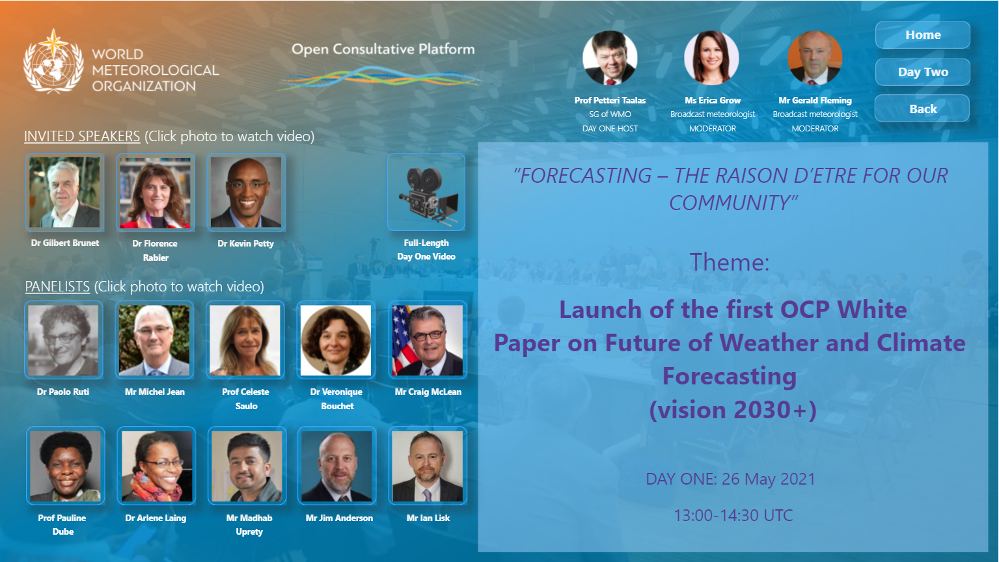 WORLD
METEOROLOGICAL
ORGANIZATION
Open Consultative Platform
Prof Petteri Taalas
SG of WMO
DAY ONE HOST
Ms Erica Grow
Broadcast meteorologist
MODERATOR
Mr Gerald Fleming
Broadcast meteorologist
MODERATOR
Home
Day Two
Back
INVITED SPEAKERS (Click photo to watch video)
Dr Gilbert Brunet
Dr Florence
Rabier
Dr Kevin Petty
Full-Length
Day One Video
PANELISTS (Click photo to watch video)
Dr Paolo Ruti
Mr Michel Jean
Prof Celeste
Saulo
Dr Veronique
Bouchet
Mr Craig McLean
Prof Pauline
Dube
Dr Arlene Laing
Mr Madhab
Uprety
Mr Jim Anderson
Mr Ian Lisk
“FORECASTING – THE RAISON D’ETRE FOR OUR
COMMUNITY”
Theme:
Launch of the first OCP White
Paper on Future of Weather and Climate
Forecasting
(vision 2030+)
DAY ONE: 26 May 2021
13:00-14:30 UTC